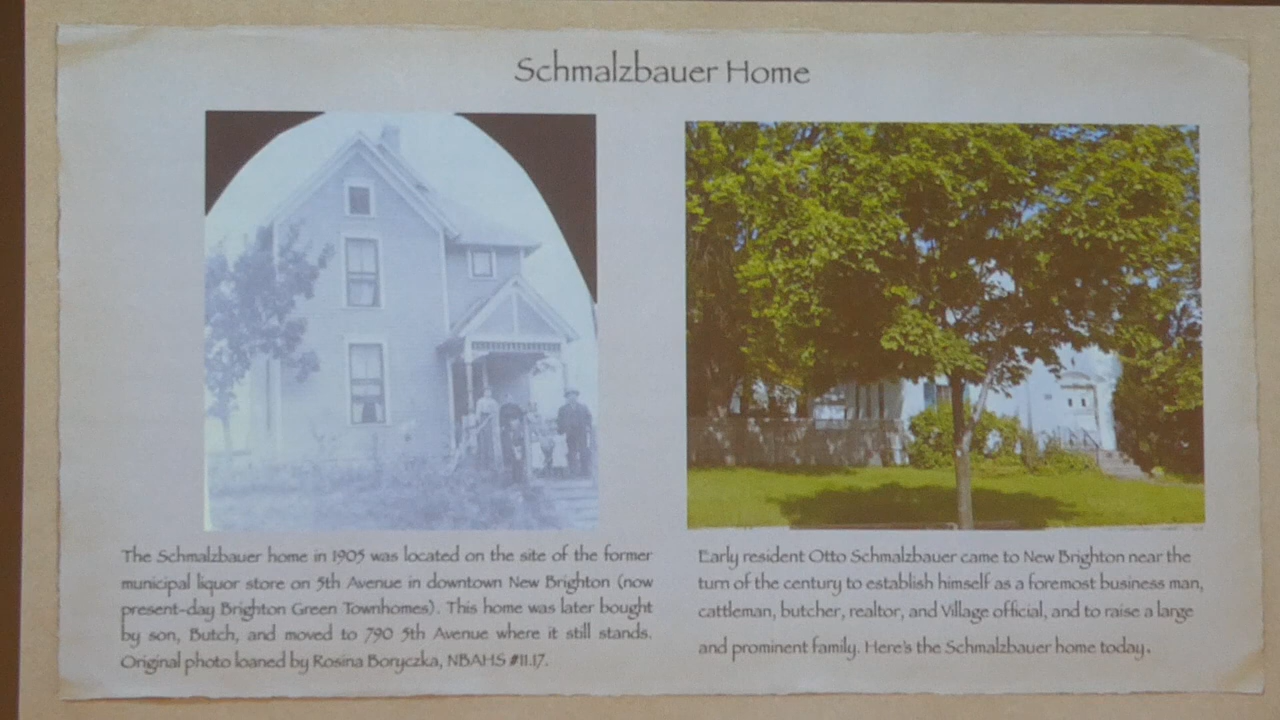 Schmalzbauer Home
The Schmalzbauer home in 1905 was located on the site of the former
municipal liquor store on 5th Avenue in downtown New Brighton (now
present-day Brighton Green Townhomes). This home was later bought
by son, Butch, and moved to 790 5th Avenue where it still stands.
Original photo loaned by Rosina Boryczka, NBAHS #11.17.
Early resident Otto Schmalzbauer came to New Brighton near the
turn of the century to establish himself as a foremost business man,
cattleman, butcher, realtor, and Village official, and to raise a large
and prominent family. Here's the Schmalzbauer home today.